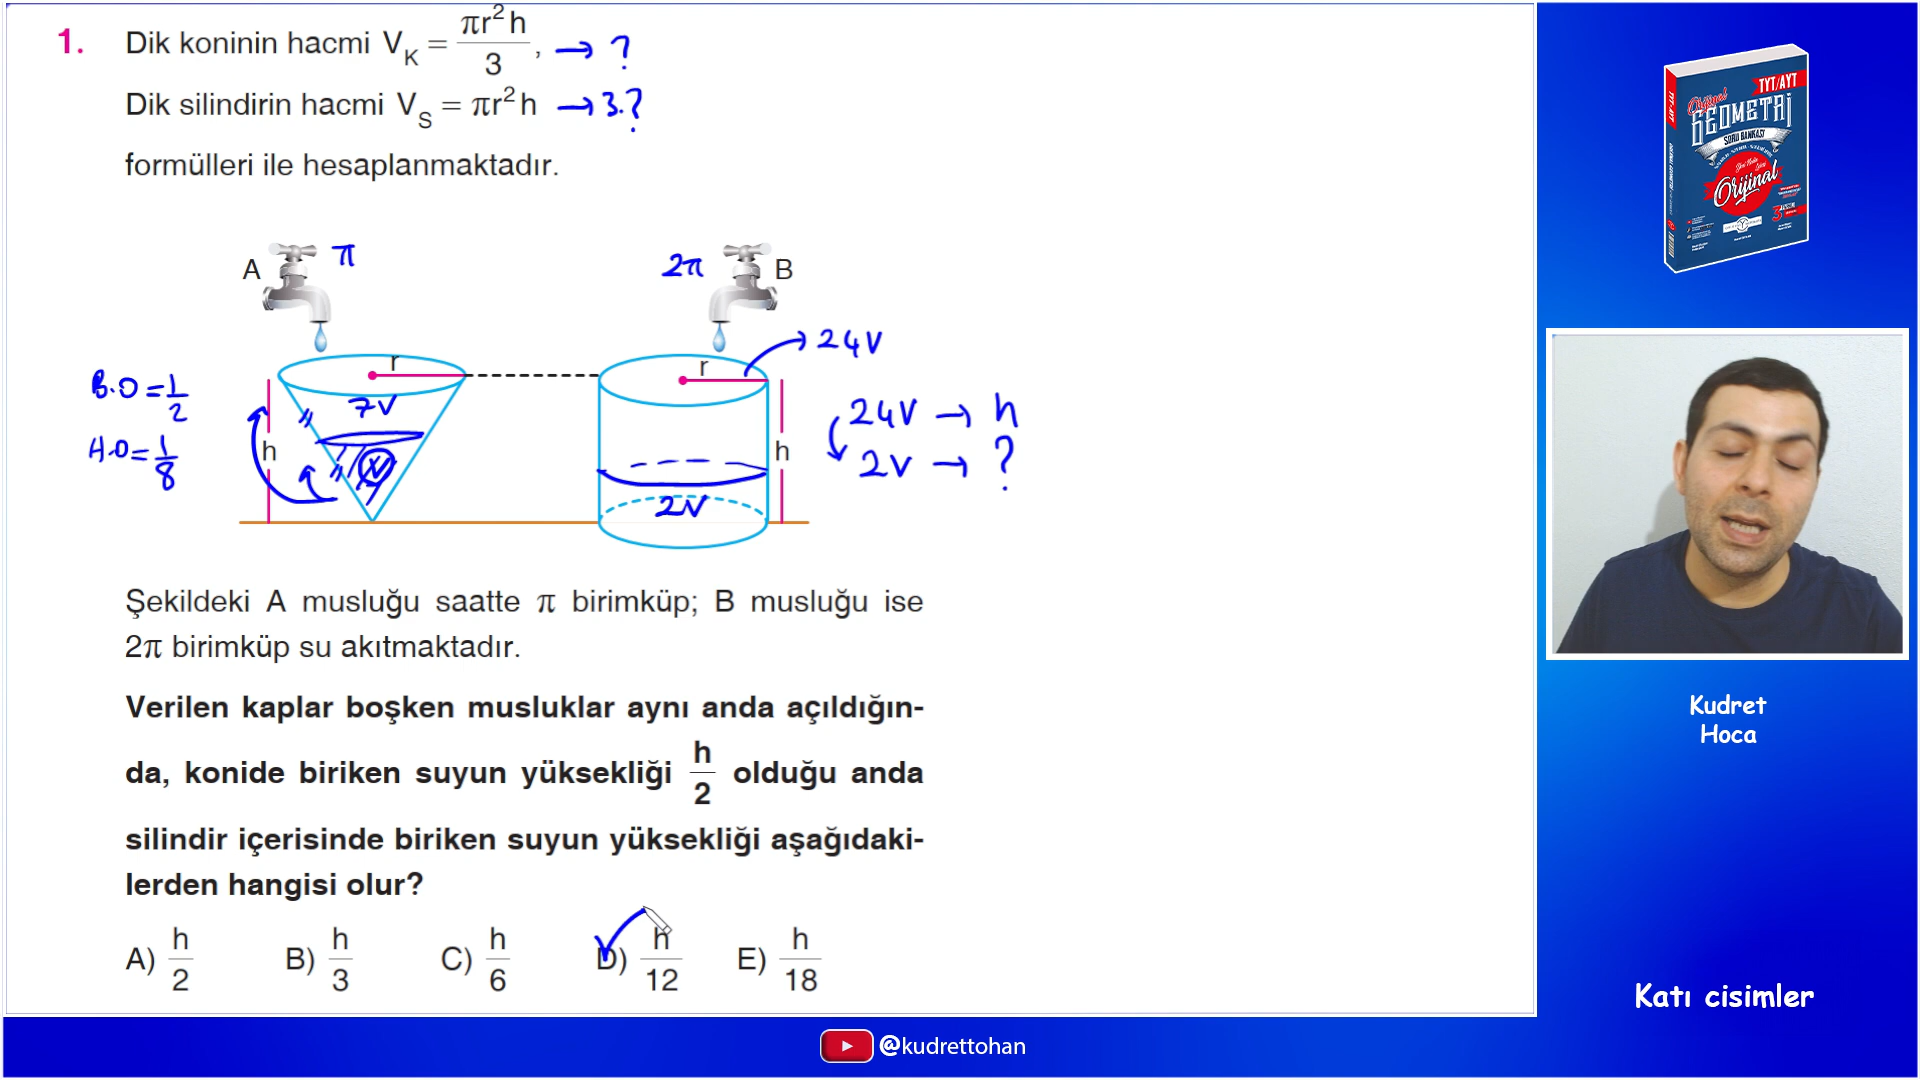 1. Dik koninin hacmi V_K = πr²h/3, → ?
Dik silindirin hacmi V_S = πr²h → 3.?
formülleri ile hesaplanmaktadır.
A π 2π B
r r → 24V
B.O = 1/2
H.O = 1/8
7V
h V h
2V
24V → h
2V → ?
Şekildeki A musluğu saatte π birimküp; B musluğu ise
2π birimküp su akıtmaktadır.
Verilen kaplar boşken musluklar aynı anda açıldığın-
da, konide biriken suyun yüksekliği h/2 olduğu anda
silindir içerisinde biriken suyun yüksekliği aşağıdaki-
lerden hangisi olur?
A) h/2 B) h/3 C) h/6 D) h/12 E) h/18
TYT/AYT
Orijinal
GEOMETRİ
SORU BANKASI
Orijinal
Kudret
Hoca
Katı cisimler
@kudrettohan